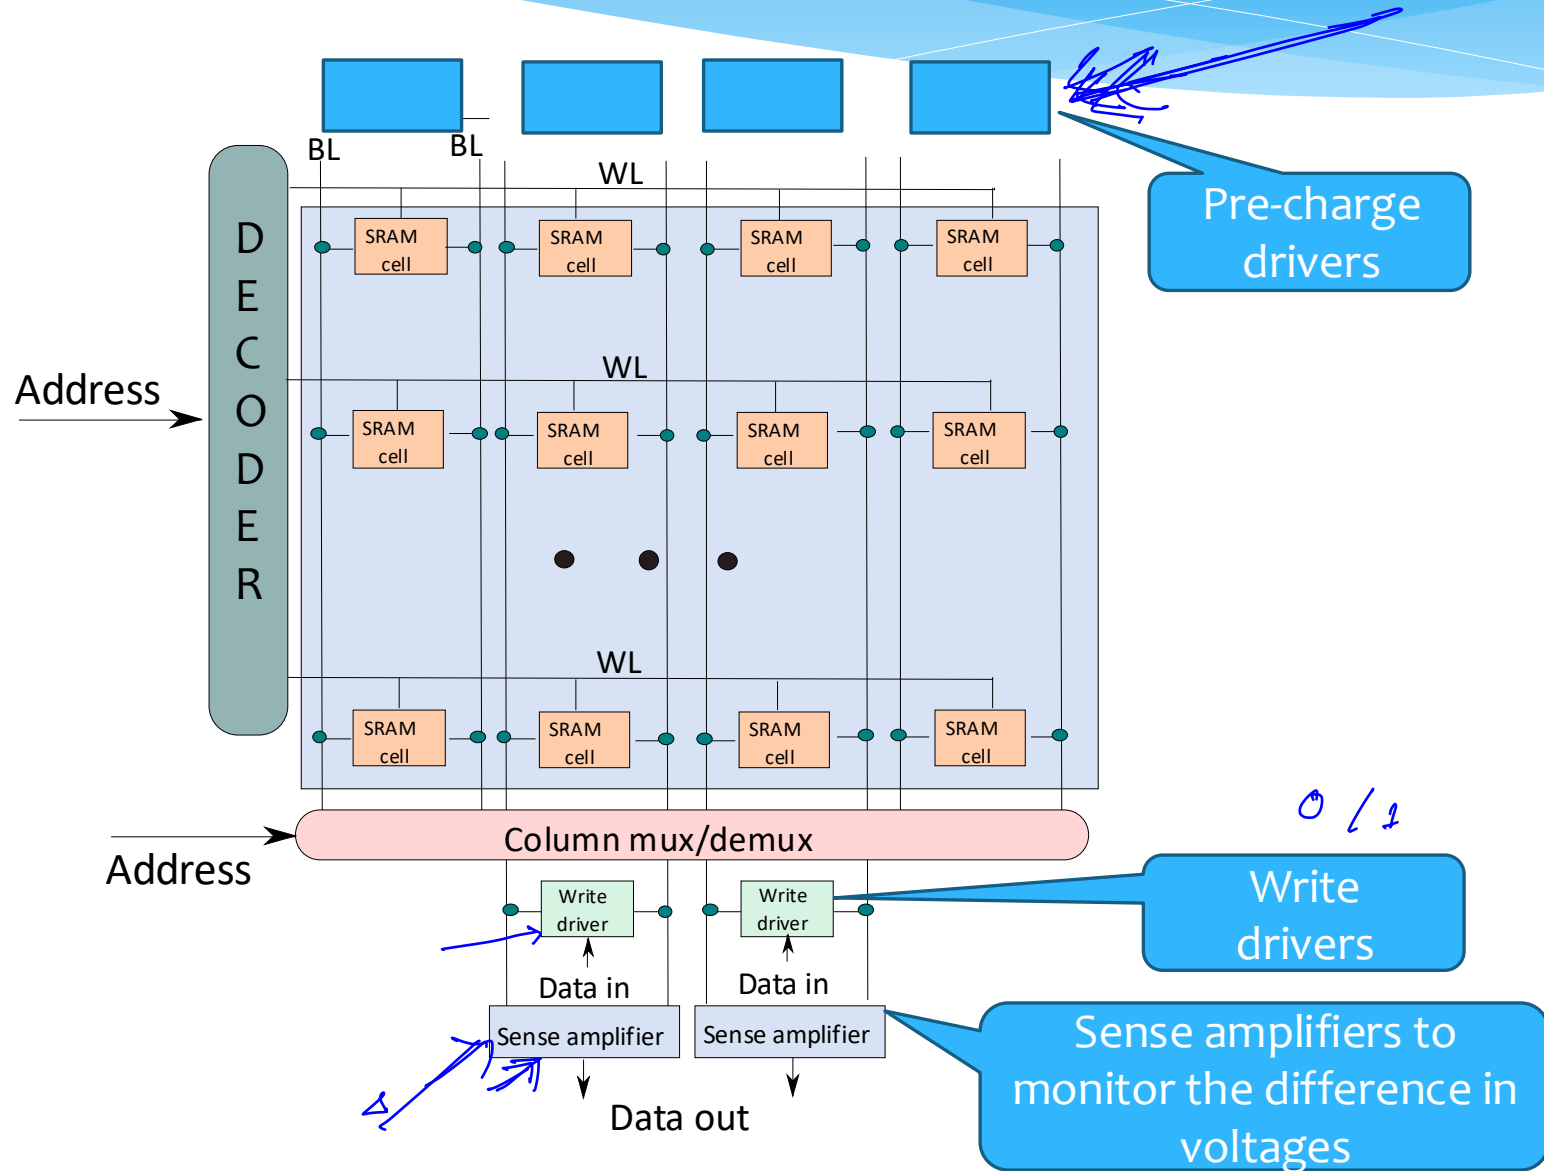 BL
BL
WL
Pre-charge
drivers
D
E
C
O
D
E
R
SRAM
cell
SRAM
cell
SRAM
cell
SRAM
cell
Address
WL
SRAM
cell
SRAM
cell
SRAM
cell
SRAM
cell
WL
SRAM
cell
SRAM
cell
SRAM
cell
SRAM
cell
0 / 1
Address
Column mux/demux
Write
driver
Write
driver
Write
drivers
Data in
Data in
Sense amplifier
Sense amplifier
Sense amplifiers to
monitor the difference in
voltages
Data out